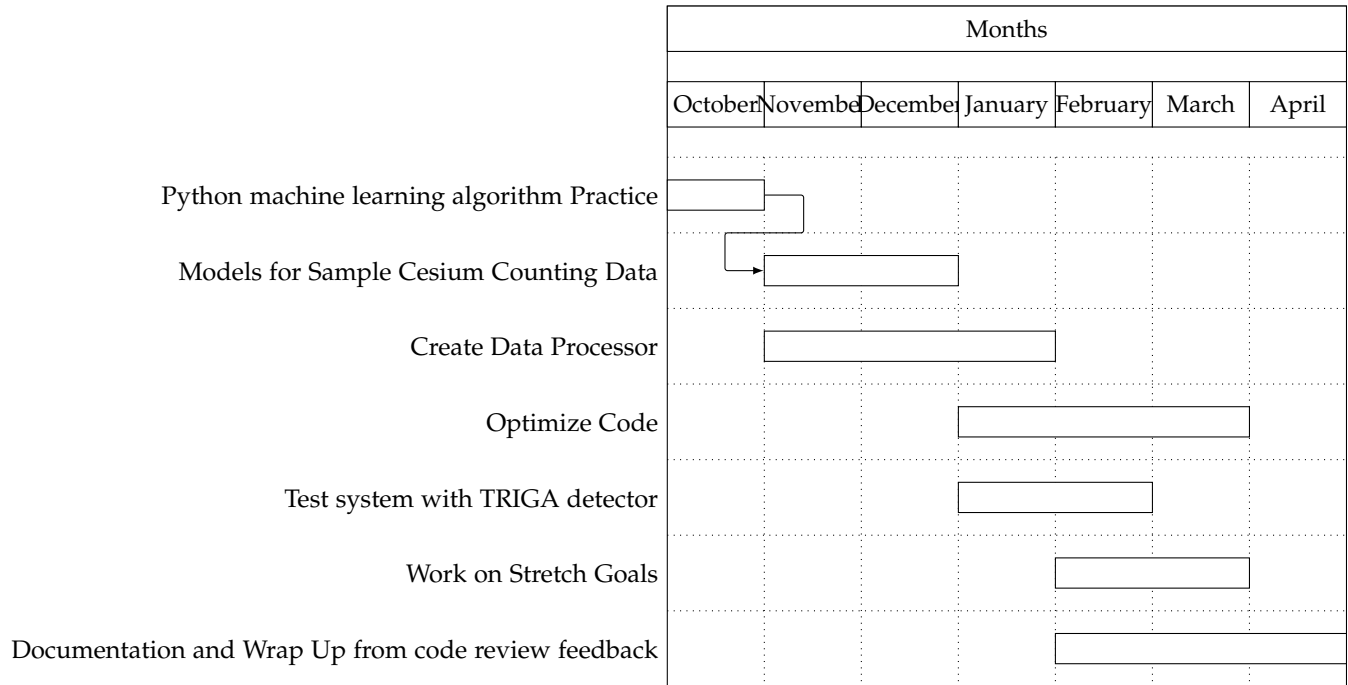 Months
October Novembe December January February March April
Python machine learning algorithm Practice
Models for Sample Cesium Counting Data
Create Data Processor
Optimize Code
Test system with TRIGA detector
Work on Stretch Goals
Documentation and Wrap Up from code review feedback